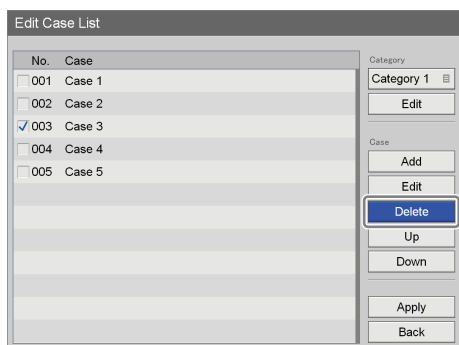 Edit Case List
No. Case
001 Case 1
002 Case 2
003 Case 3
004 Case 4
005 Case 5
Category
Category 1
Edit
Case
Add
Edit
Delete
Up
Down
Apply
Back